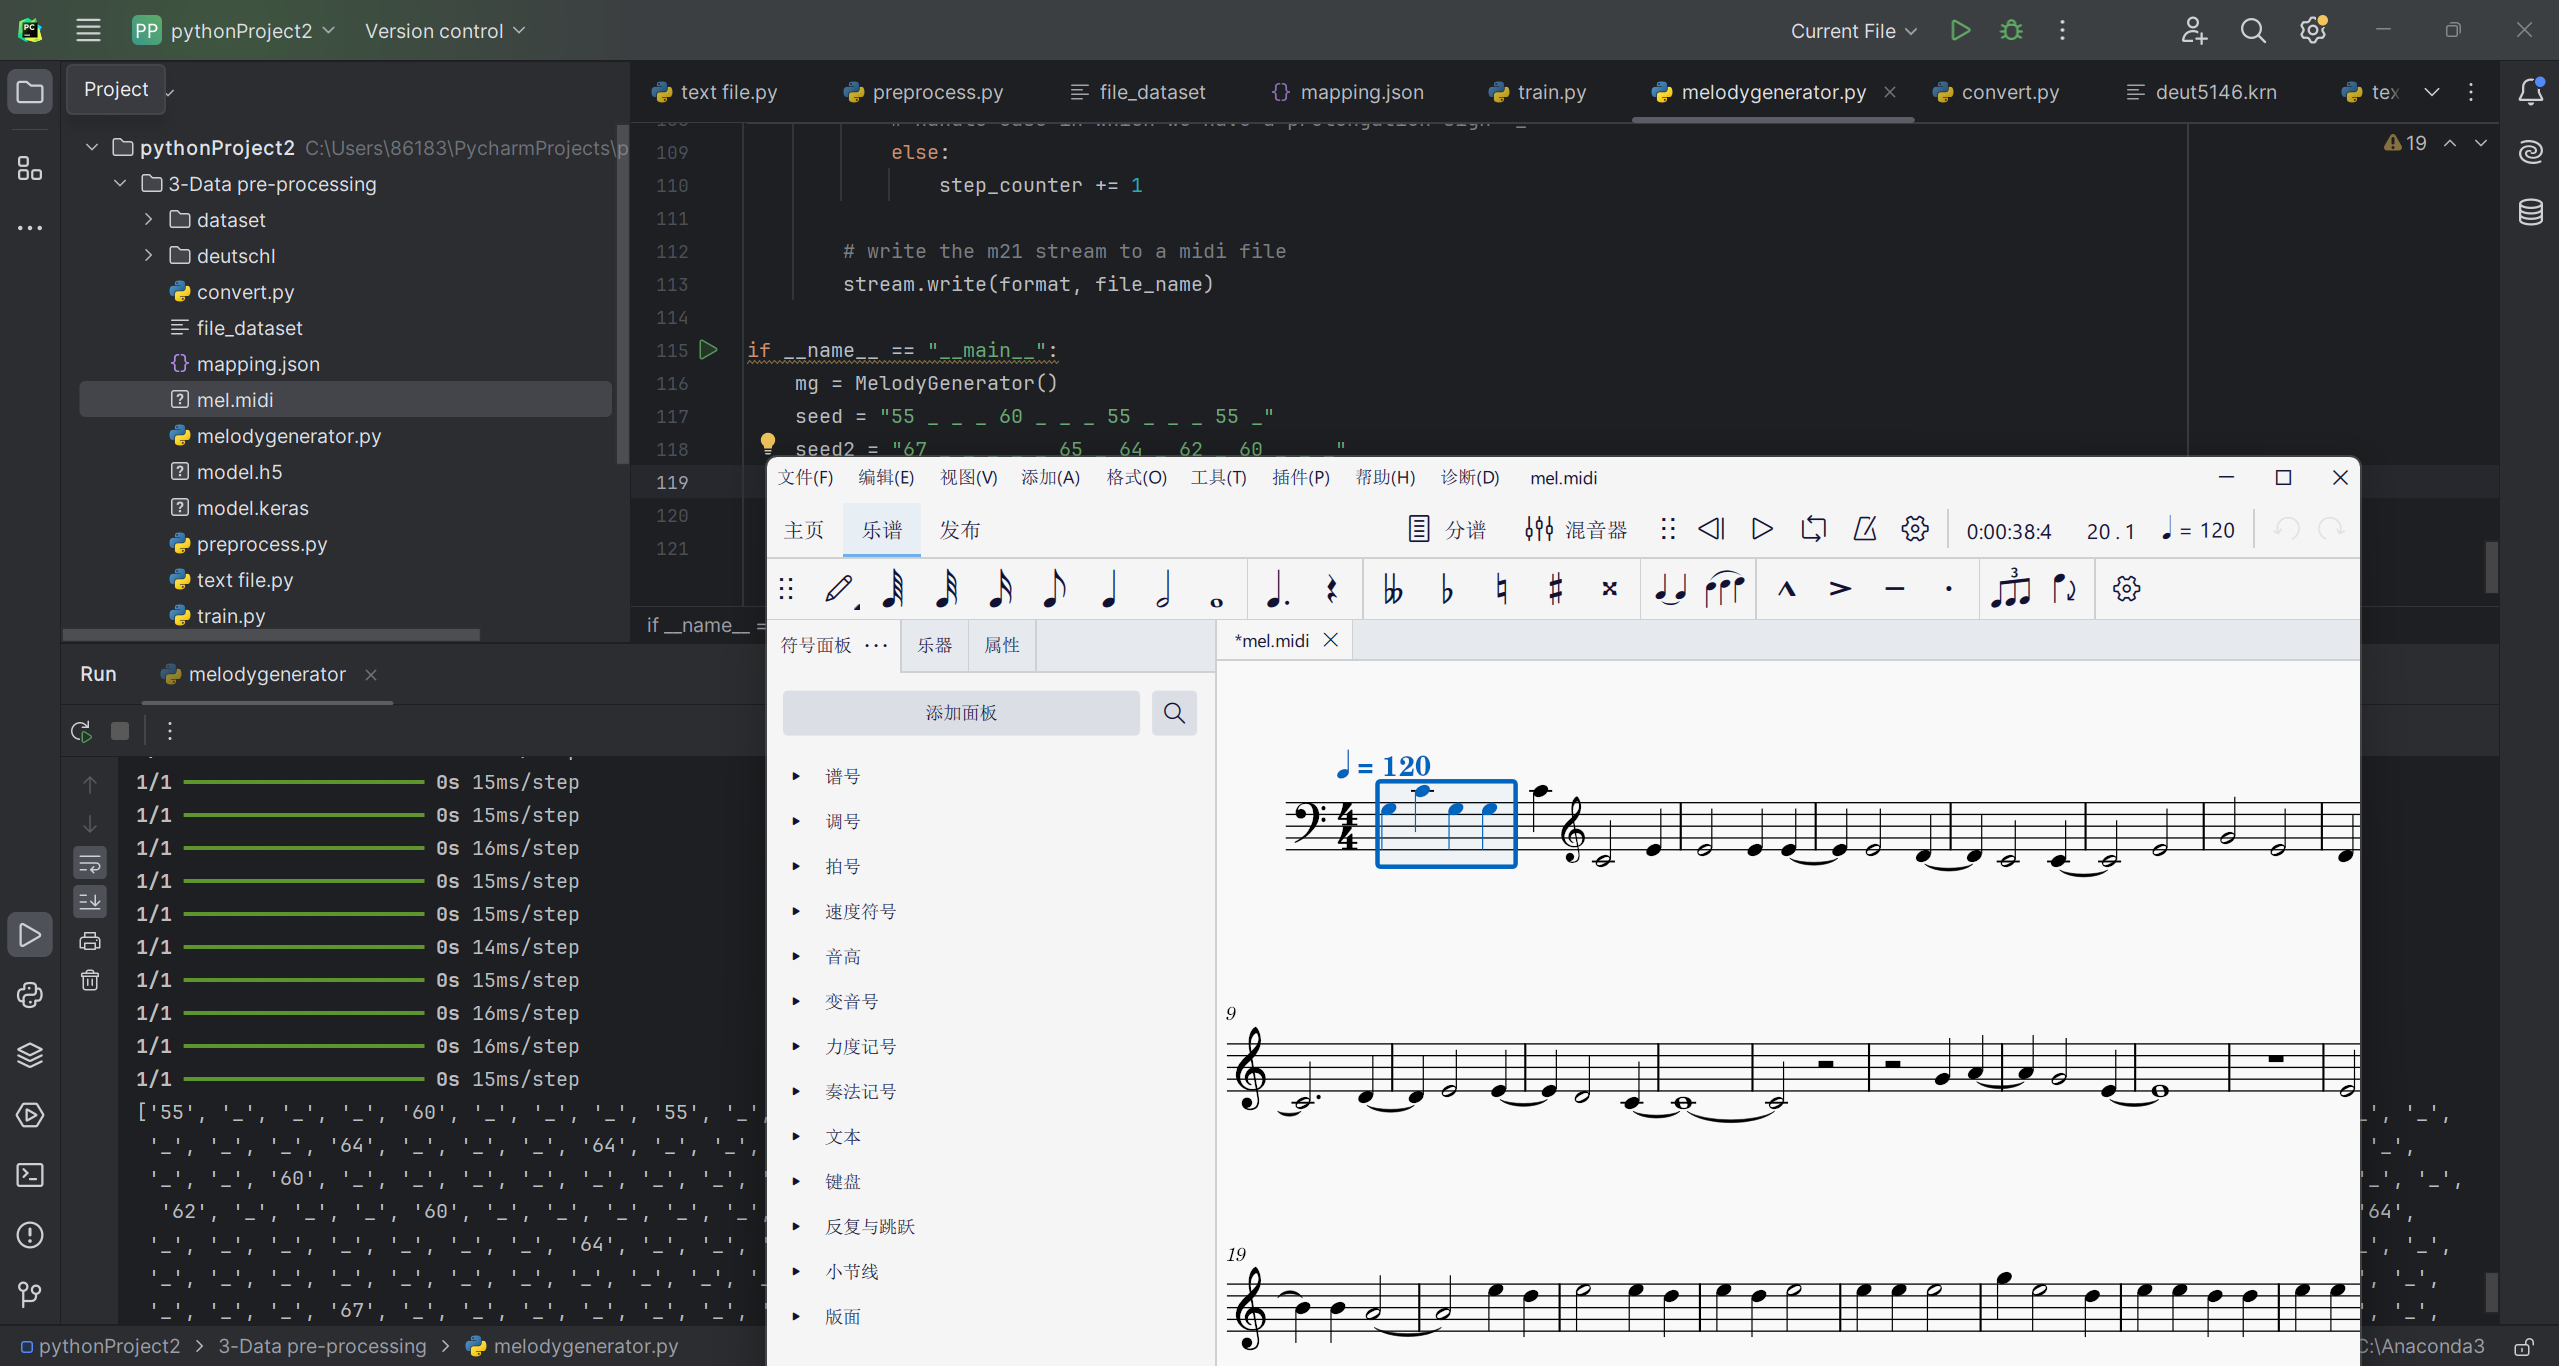 PP pythonProject2 Version control Current File
Project
text file.py preprocess.py file_dataset mapping.json train.py melodygenerator.py convert.py deut5146.krn
pythonProject2 C:\Users\86183\PycharmProjects\p
3-Data pre-processing
dataset
deutschl
convert.py
file_dataset
mapping.json
mel.midi
melodygenerator.py
model.h5
model.keras
preprocess.py
text file.py
train.py
19
109 else:
110 step_counter += 1
111
112 # write the m21 stream to a midi file
113 stream.write(format, file_name)
114
115 if __name__ == "__main__":
116 mg = MelodyGenerator()
117 seed = "55 _ _ _ 60 _ _ _ 55 _ _ _ 55 _"
118 seed2 = "67 _ _ _ _ _ 65 _ 64 _ 62 _ 60 _ _ _"
119
120
121
if __name__ =
Run melodygenerator
1/1 0s 15ms/step
1/1 0s 15ms/step
1/1 0s 16ms/step
1/1 0s 15ms/step
1/1 0s 15ms/step
1/1 0s 14ms/step
1/1 0s 15ms/step
1/1 0s 16ms/step
1/1 0s 16ms/step
1/1 0s 15ms/step
['55', '_', '_', '_', '60', '_', '_', '_', '55', '_', '_',
'_', '_', '_', '64', '_', '_', '_', '_', '64', '_', '_', '_',
'_', '_', '60', '_', '_', '_', '_', '_', '_', '_', '_', '_',
'62', '_', '_', '_', '60', '_', '_', '_', '_', '_', '64',
'_', '_', '_', '_', '_', '_', '_', '64', '_', '_', '_',
'_', '_', '_', '_', '_', '_', '_', '_', '_', '_', '_',
'_', '_', '_', '67', '_', '_', '_', '_', '_', '_', '_',
文件(F) 编辑(E) 视图(V) 添加(A) 格式(O) 工具(T) 插件(P) 帮助(H) 诊断(D) mel.midi
主页 乐谱 发布 分谱 混音器 0:00:38:4 20 . 1 = 120
3
符号面板 ··· 乐器 属性 *mel.midi
添加面板
谱号
调号
拍号
速度符号
音高
变音号
力度记号
奏法记号
文本
键盘
反复与跳跃
小节线
版面
= 120
4
4
9
19
pythonProject2 > 3-Data pre-processing > melodygenerator.py C:\Anaconda3